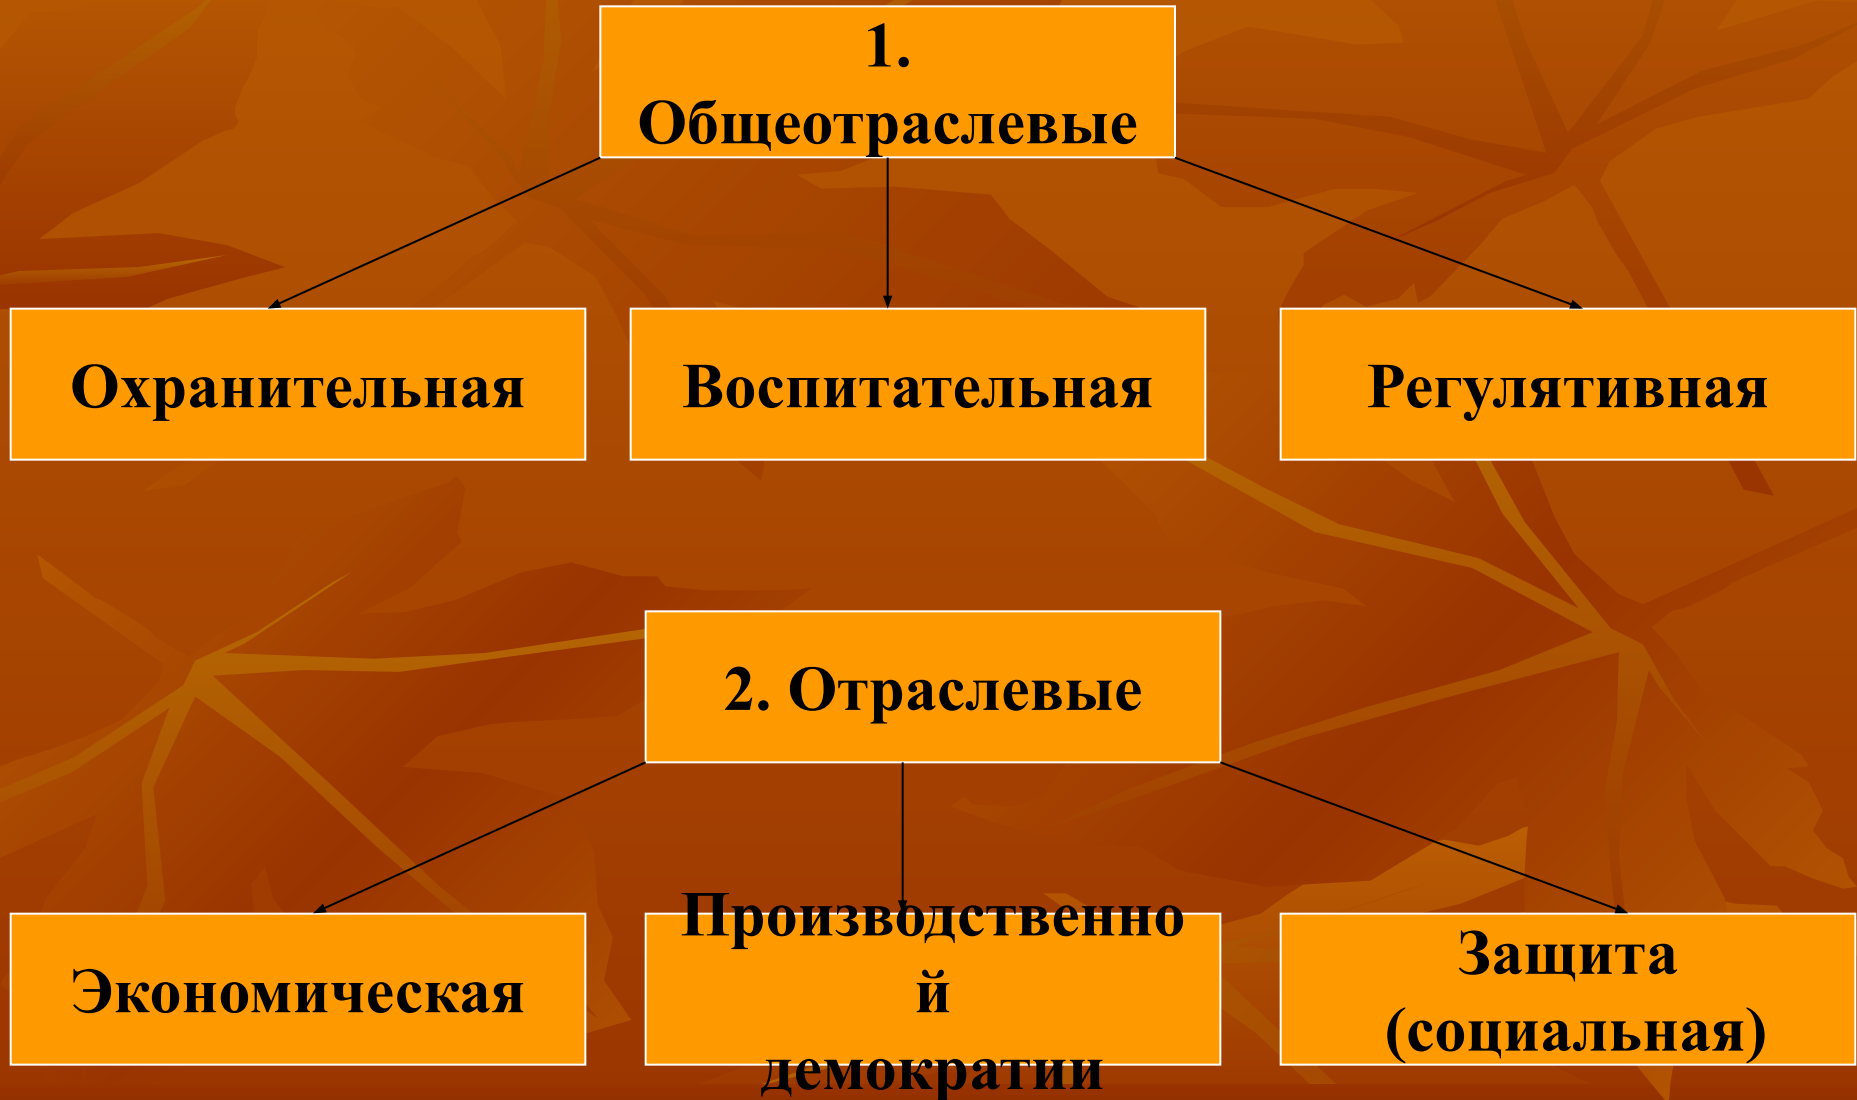 1.
Общеотраслевые
Охранительная
Воспитательная
Регулятивная
2. Отраслевые
Экономическая
Производственно
й
демократии
Защита
(социальная)